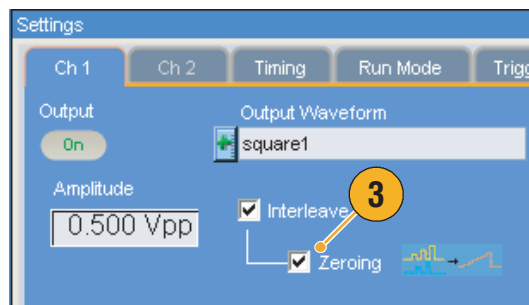 Settings
Ch 1 Ch 2 Timing Run Mode
Output Output Waveform
On square1
Amplitude
0.500 Vpp
Interleave 3
Zeroing